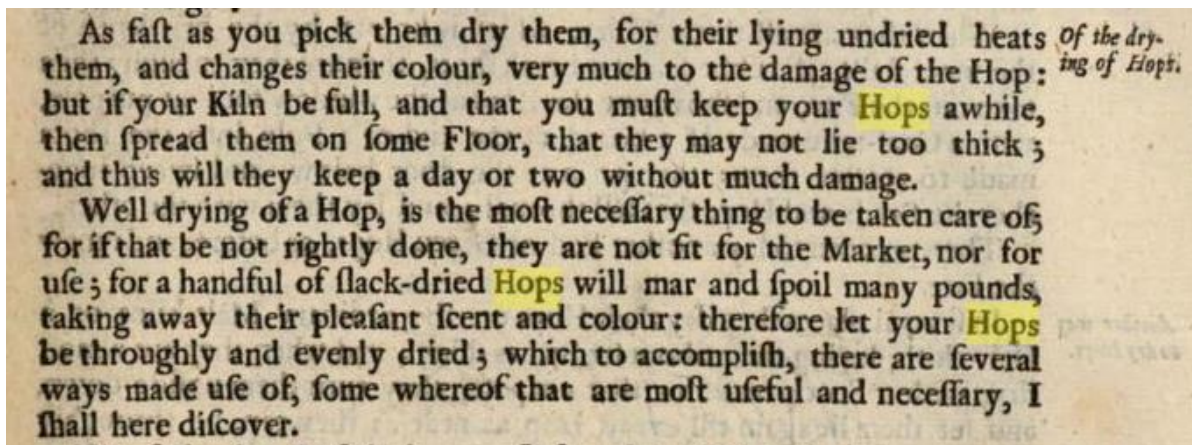 As faſt as you pick them dry them, for their lying undried heats
Of the dry-
them, and changes their colour, very much to the damage of the Hop:
ing of Hops.
but if your Kiln be full, and that you muſt keep your Hops awhile,
then ſpread them on ſome Floor, that they may not lie too thick;
and thus will they keep a day or two without much damage.
Well drying of a Hop, is the moſt neceſſary thing to be taken care of;
for if that be not rightly done, they are not fit for the Market, nor for
uſe; for a handful of ſlack-dried Hops will mar and ſpoil many pounds,
taking away their pleaſant ſcent and colour: therefore let your Hops
be throughly and evenly dried; which to accompliſh, there are ſeveral
ways made uſe of, ſome whereof that are moſt uſeful and neceſſary, I
ſhall here diſcover.